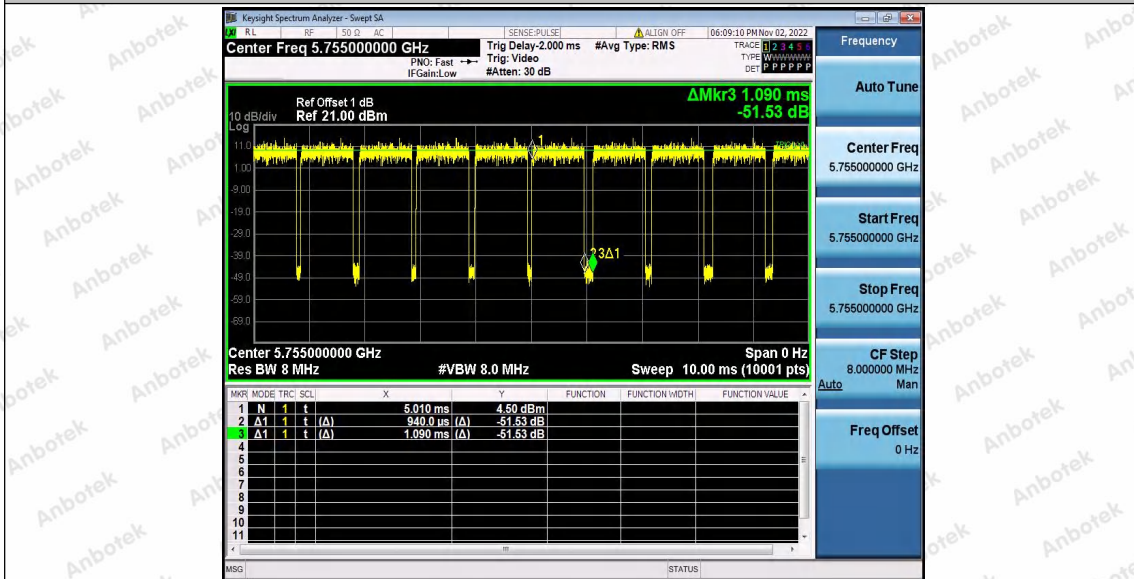 Keysight Spectrum Analyzer - Swept SA
LXI RL RF 50 Ω AC SENSE:PULSE ALIGN OFF 06:09:10 PM Nov 02, 2022
Center Freq 5.755000000 GHz
PNO: Fast
IFGain:Low
Trig Delay-2.000 ms
Trig: Video
#Atten: 30 dB
#Avg Type: RMS
TRACE 1 2 3 4 5 6
TYPE WWWWWW
DET P P P P P P
ΔMkr3 1.090 ms
-51.53 dB
Ref Offset 1 dB
10 dB/div Ref 21.00 dBm
Log
11.0
1.00
-9.00
-19.0
-29.0
-39.0
-49.0
-59.0
-69.0
1
2 3Δ1
Center 5.755000000 GHz Span 0 Hz
Res BW 8 MHz #VBW 8.0 MHz Sweep 10.00 ms (10001 pts)
MKR MODE TRC SCL X Y FUNCTION FUNCTION WIDTH FUNCTION VALUE
1 N 1 t 5.010 ms 4.50 dBm
2 Δ1 1 t (Δ) 940.0 us (Δ) -51.53 dB
3 Δ1 1 t (Δ) 1.090 ms (Δ) -51.53 dB
4
5
6
7
8
9
10
11
MSG STATUS
Frequency
Auto Tune
Center Freq
5.755000000 GHz
Start Freq
5.755000000 GHz
Stop Freq
5.755000000 GHz
CF Step
8.000000 MHz
Auto Man
Freq Offset
0 Hz
Anbotek